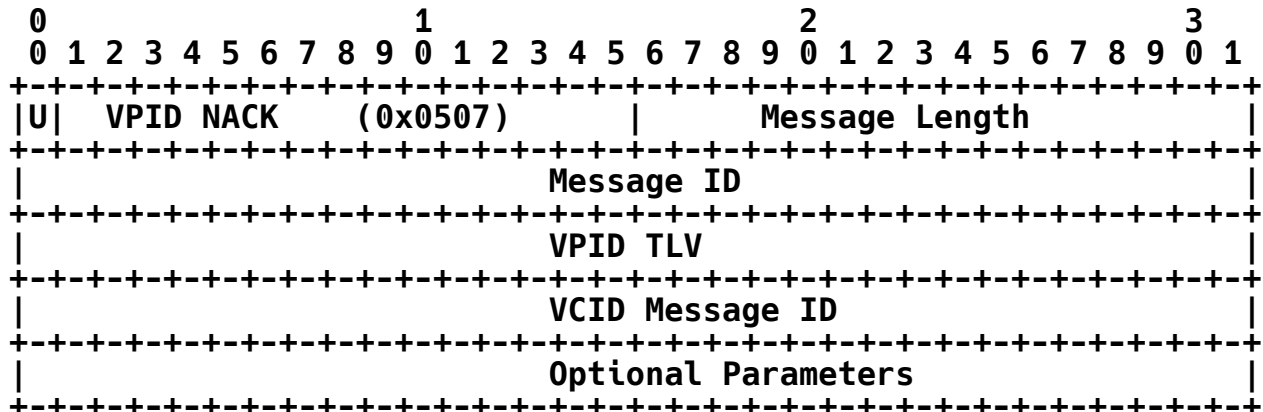 0                   1                   2                   3
 0 1 2 3 4 5 6 7 8 9 0 1 2 3 4 5 6 7 8 9 0 1 2 3 4 5 6 7 8 9 0 1
+-+-+-+-+-+-+-+-+-+-+-+-+-+-+-+-+-+-+-+-+-+-+-+-+-+-+-+-+-+-+-+-+
|U|  VPID NACK    (0x0507)      |      Message Length           |
+-+-+-+-+-+-+-+-+-+-+-+-+-+-+-+-+-+-+-+-+-+-+-+-+-+-+-+-+-+-+-+-+
|                           Message ID                          |
+-+-+-+-+-+-+-+-+-+-+-+-+-+-+-+-+-+-+-+-+-+-+-+-+-+-+-+-+-+-+-+-+
|                           VPID TLV                            |
+-+-+-+-+-+-+-+-+-+-+-+-+-+-+-+-+-+-+-+-+-+-+-+-+-+-+-+-+-+-+-+-+
|                           VCID Message ID                     |
+-+-+-+-+-+-+-+-+-+-+-+-+-+-+-+-+-+-+-+-+-+-+-+-+-+-+-+-+-+-+-+-+
|                           Optional Parameters                 |
+-+-+-+-+-+-+-+-+-+-+-+-+-+-+-+-+-+-+-+-+-+-+-+-+-+-+-+-+-+-+-+-+